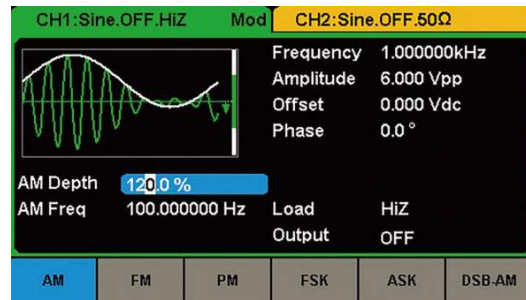 CH1:Sine.OFF.HiZ Mod CH2:Sine.OFF.50Ω
Frequency 1.000000kHz
Amplitude 6.000 Vpp
Offset 0.000 Vdc
Phase 0.0 °
AM Depth 120.0 %
AM Freq 100.000000 Hz Load HiZ
Output OFF
AM FM PM FSK ASK DSB-AM